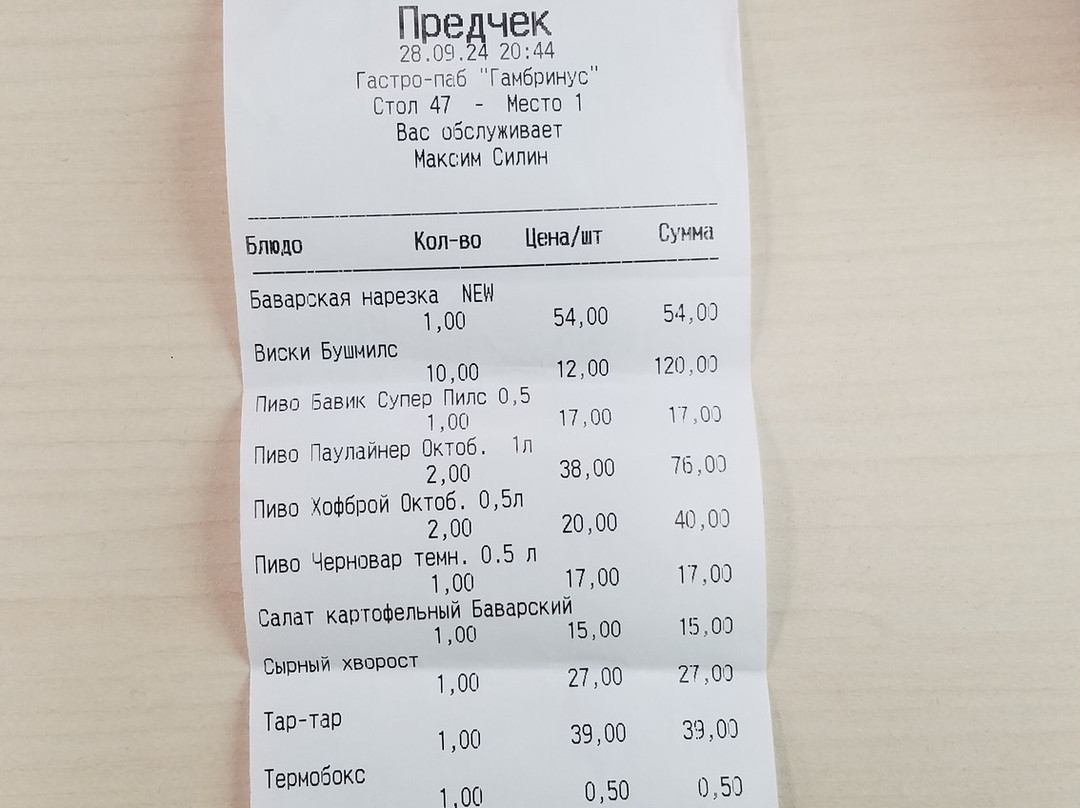 Предчек
28.09.24 20:44
Гастро-паб "Гамбринус"
Стол 47 - Место 1
Вас обслуживает
Максим Силин
Блюдо Кол-во Цена/шт Сумма
Баварская нарезка NEW
1,00 54,00 54,00
Виски Бушмилс
10,00 12,00 120,00
Пиво Бавик Супер Пилс 0,5
1,00 17,00 17,00
Пиво Паулайнер Октоб. 1л
2,00 38,00 76,00
Пиво Хофброй Октоб. 0,5л
2,00 20,00 40,00
Пиво Черновар темн. 0.5 л
1,00 17,00 17,00
Салат картофельный Баварский
1,00 15,00 15,00
Сырный хворост
1,00 27,00 27,00
Тар-тар
1,00 39,00 39,00
Термобокс
1,00 0,50 0,50